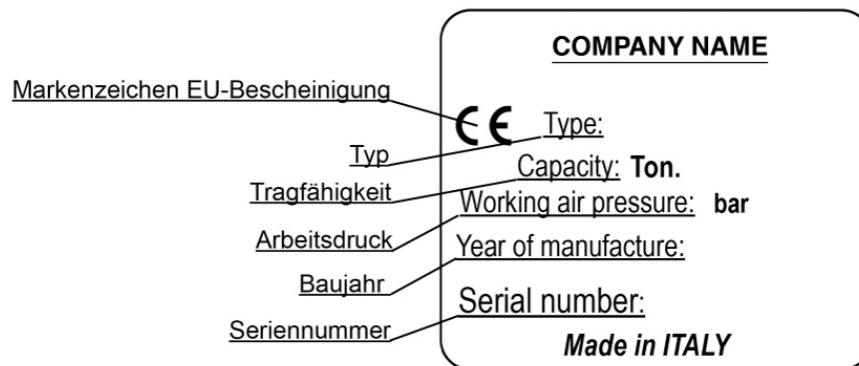 COMPANY NAME
Markenzeichen EU-Bescheinigung
CE Type:
Typ
Capacity: Ton.
Tragfähigkeit
Working air pressure: bar
Arbeitsdruck
Year of manufacture:
Baujahr
Serial number:
Seriennummer
Made in ITALY